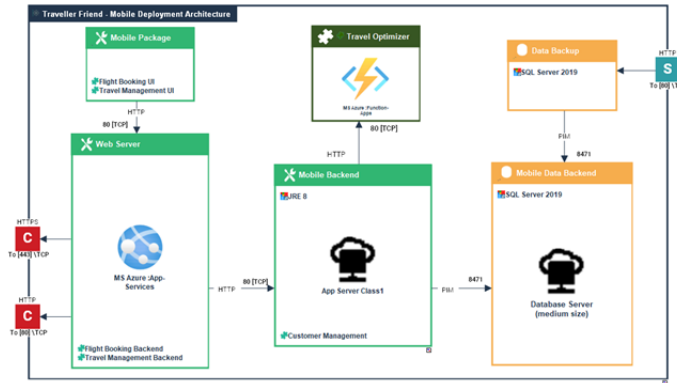 Traveller Friend - Mobile Deployment Architecture
Mobile Package
Flight Booking UI
Travel Management UI
HTTP
80 [TCP]
Travel Optimizer
MS Azure :Function-
Apps
80 [TCP]
HTTP
Data Backup
SQL Server 2019
HTTP
S
To [80] \T
8471
Web Server
MS Azure :App-
Services
Flight Booking Backend
Travel Management Backend
HTTPS
C
To [443] \TCP
HTTP
C
To [80] \TCP
80 [TCP]
HTTP
Mobile Backend
JRE 8
App Server Class1
Customer Management
8471
Mobile Data Backend
SQL Server 2019
Database Server
(medium size)